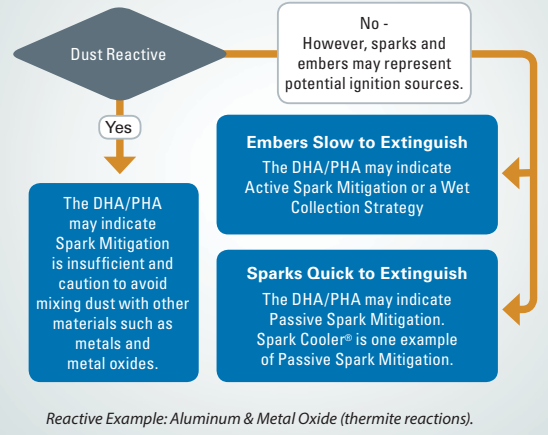 Dust Reactive
No -
However, sparks and
embers may represent
potential ignition sources.
Yes
The DHA/PHA
may indicate
Spark Mitigation
is insufficient and
caution to avoid
mixing dust with other
materials such as
metals and
metal oxides.
Embers Slow to Extinguish
The DHA/PHA may indicate
Active Spark Mitigation or a Wet
Collection Strategy
Sparks Quick to Extinguish
The DHA/PHA may indicate
Passive Spark Mitigation.
Spark Cooler® is one example
of Passive Spark Mitigation.
Reactive Example: Aluminum & Metal Oxide (thermite reactions).